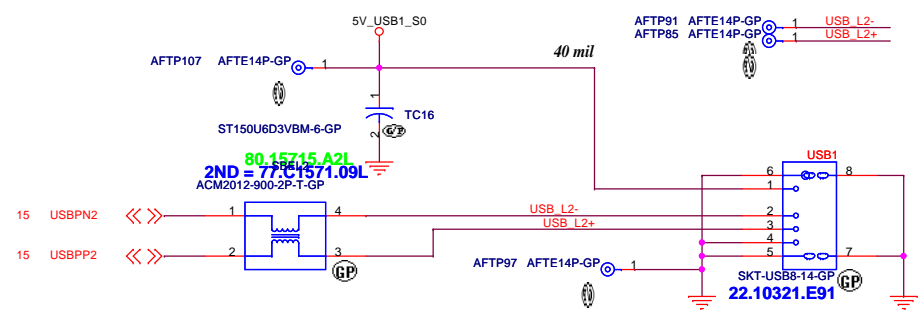 5V_USB1_S0
AFTP91 AFTE14P-GP 1 USB_L2-
AFTP85 AFTE14P-GP 1 USB_L2+
40 mil
AFTP107 AFTE14P-GP 1
1
TC16
2
G/P
ST150U6D3VBM-6-GP
80.15715.A2L
SBEL2
2ND = 77.C1571.09L
ACM2012-900-2P-T-GP
USB1
6 8
1
15 USBPN2 1 4 USB_L2- 2
USB_L2+ 3
4
15 USBPP2 2 3 5 7
GP
AFTP97 AFTE14P-GP 1
SKT-USB8-14-GP
GP
22.10321.E91